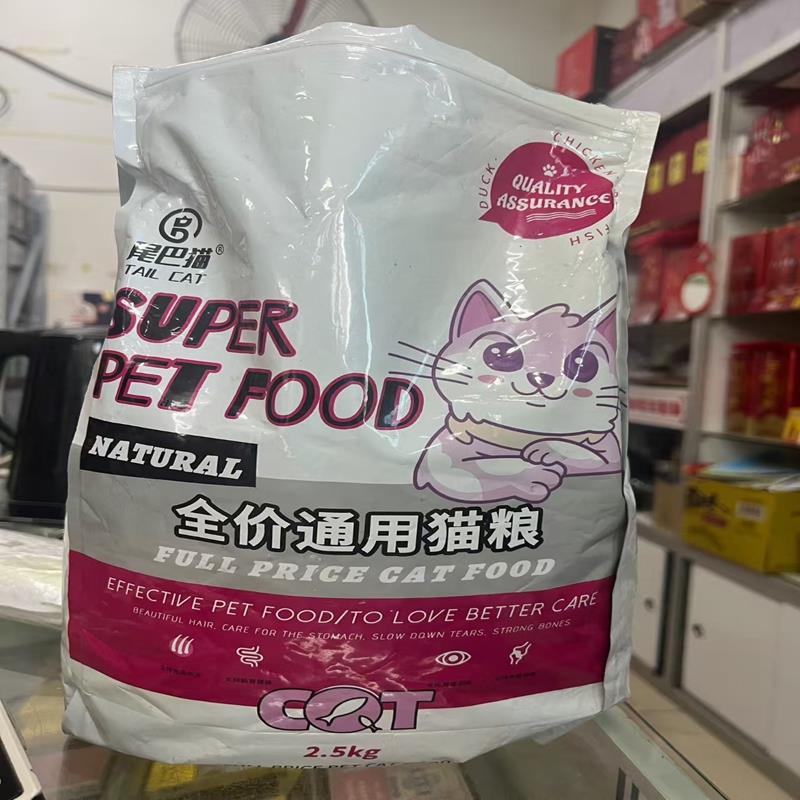 DUCK· CHICKEN& FISH
QUALITY
ASSURANCE
尾巴猫®
TAIL CAT
SUPER
PET FOOD
NATURAL
全价通用猫粮
FULL PRICE CAT FOOD
EFFECTIVE PET FOOD/TO LOVE BETTER CARE
BEAUTIFUL HAIR, CARE FOR THE STOMACH, SLOW DOWN TEARS, STRONG BONES
CAT
2.5kg